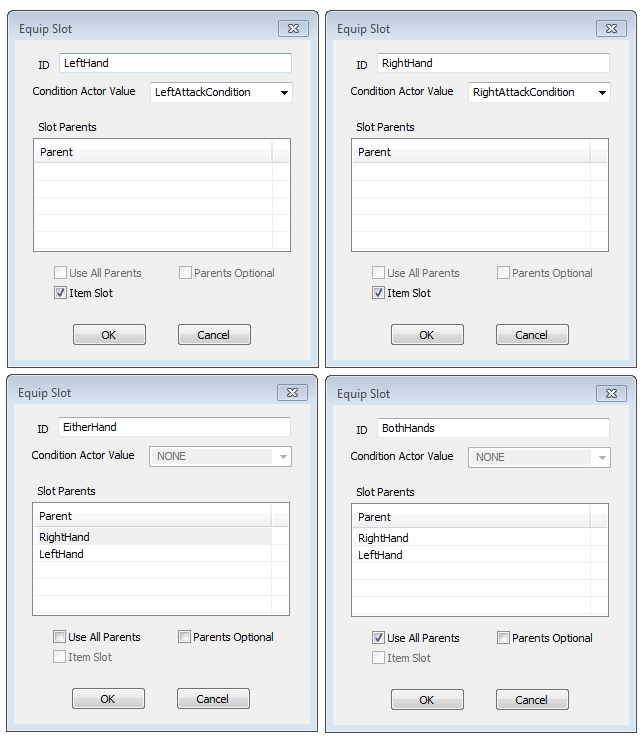 Equip Slot
ID LeftHand
Condition Actor Value LeftAttackCondition
Slot Parents
Parent
Use All Parents Parents Optional
Item Slot
OK Cancel
Equip Slot
ID RightHand
Condition Actor Value RightAttackCondition
Slot Parents
Parent
Use All Parents Parents Optional
Item Slot
OK Cancel
Equip Slot
ID EitherHand
Condition Actor Value NONE
Slot Parents
Parent
RightHand
LeftHand
Use All Parents Parents Optional
Item Slot
OK Cancel
Equip Slot
ID BothHands
Condition Actor Value NONE
Slot Parents
Parent
RightHand
LeftHand
Use All Parents Parents Optional
Item Slot
OK Cancel